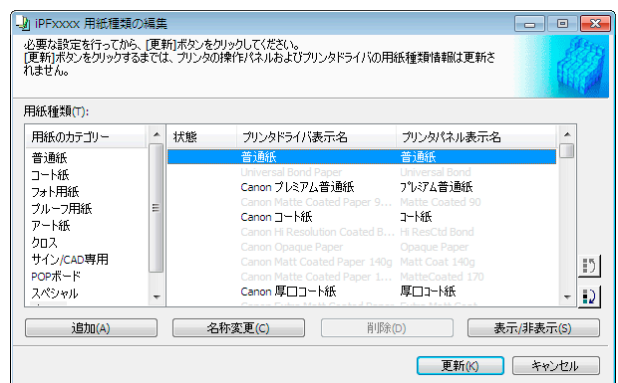 iPFxxxx 用紙種類の編集
必要な設定を行ってから、[更新]ボタンをクリックしてください。
[更新]ボタンをクリックするまでは、プリンタの操作パネルおよびプリンタドライバの用紙種類情報は更新さ
れません。
用紙種類(T):
用紙のカテゴリー 状態 プリンタドライバ表示名 プリンタパネル表示名
普通紙
コート紙
フォト用紙
プルーフ用紙
アート紙
クロス
サイン/CAD専用
POPボード
スペシャル
普通紙 普通紙
Universal Bond Paper Universal Bond
Canon プレミアム普通紙 プレミアム普通紙
Canon Matte Coated Paper 9... Matte Coated 90
Canon コート紙 コート紙
Canon Hi Resolution Coated B... Hi ResCtd Bond
Canon Opaque Paper Opaque Paper
Canon Matt Coated Paper 140g Matt Coat 140g
Canon Matte Coated Paper 1... MatteCoated 170
Canon 厚口コート紙 厚口コート紙
追加(A) 名称変更(C) 削除(D) 表示/非表示(S)
更新(K) キャンセル